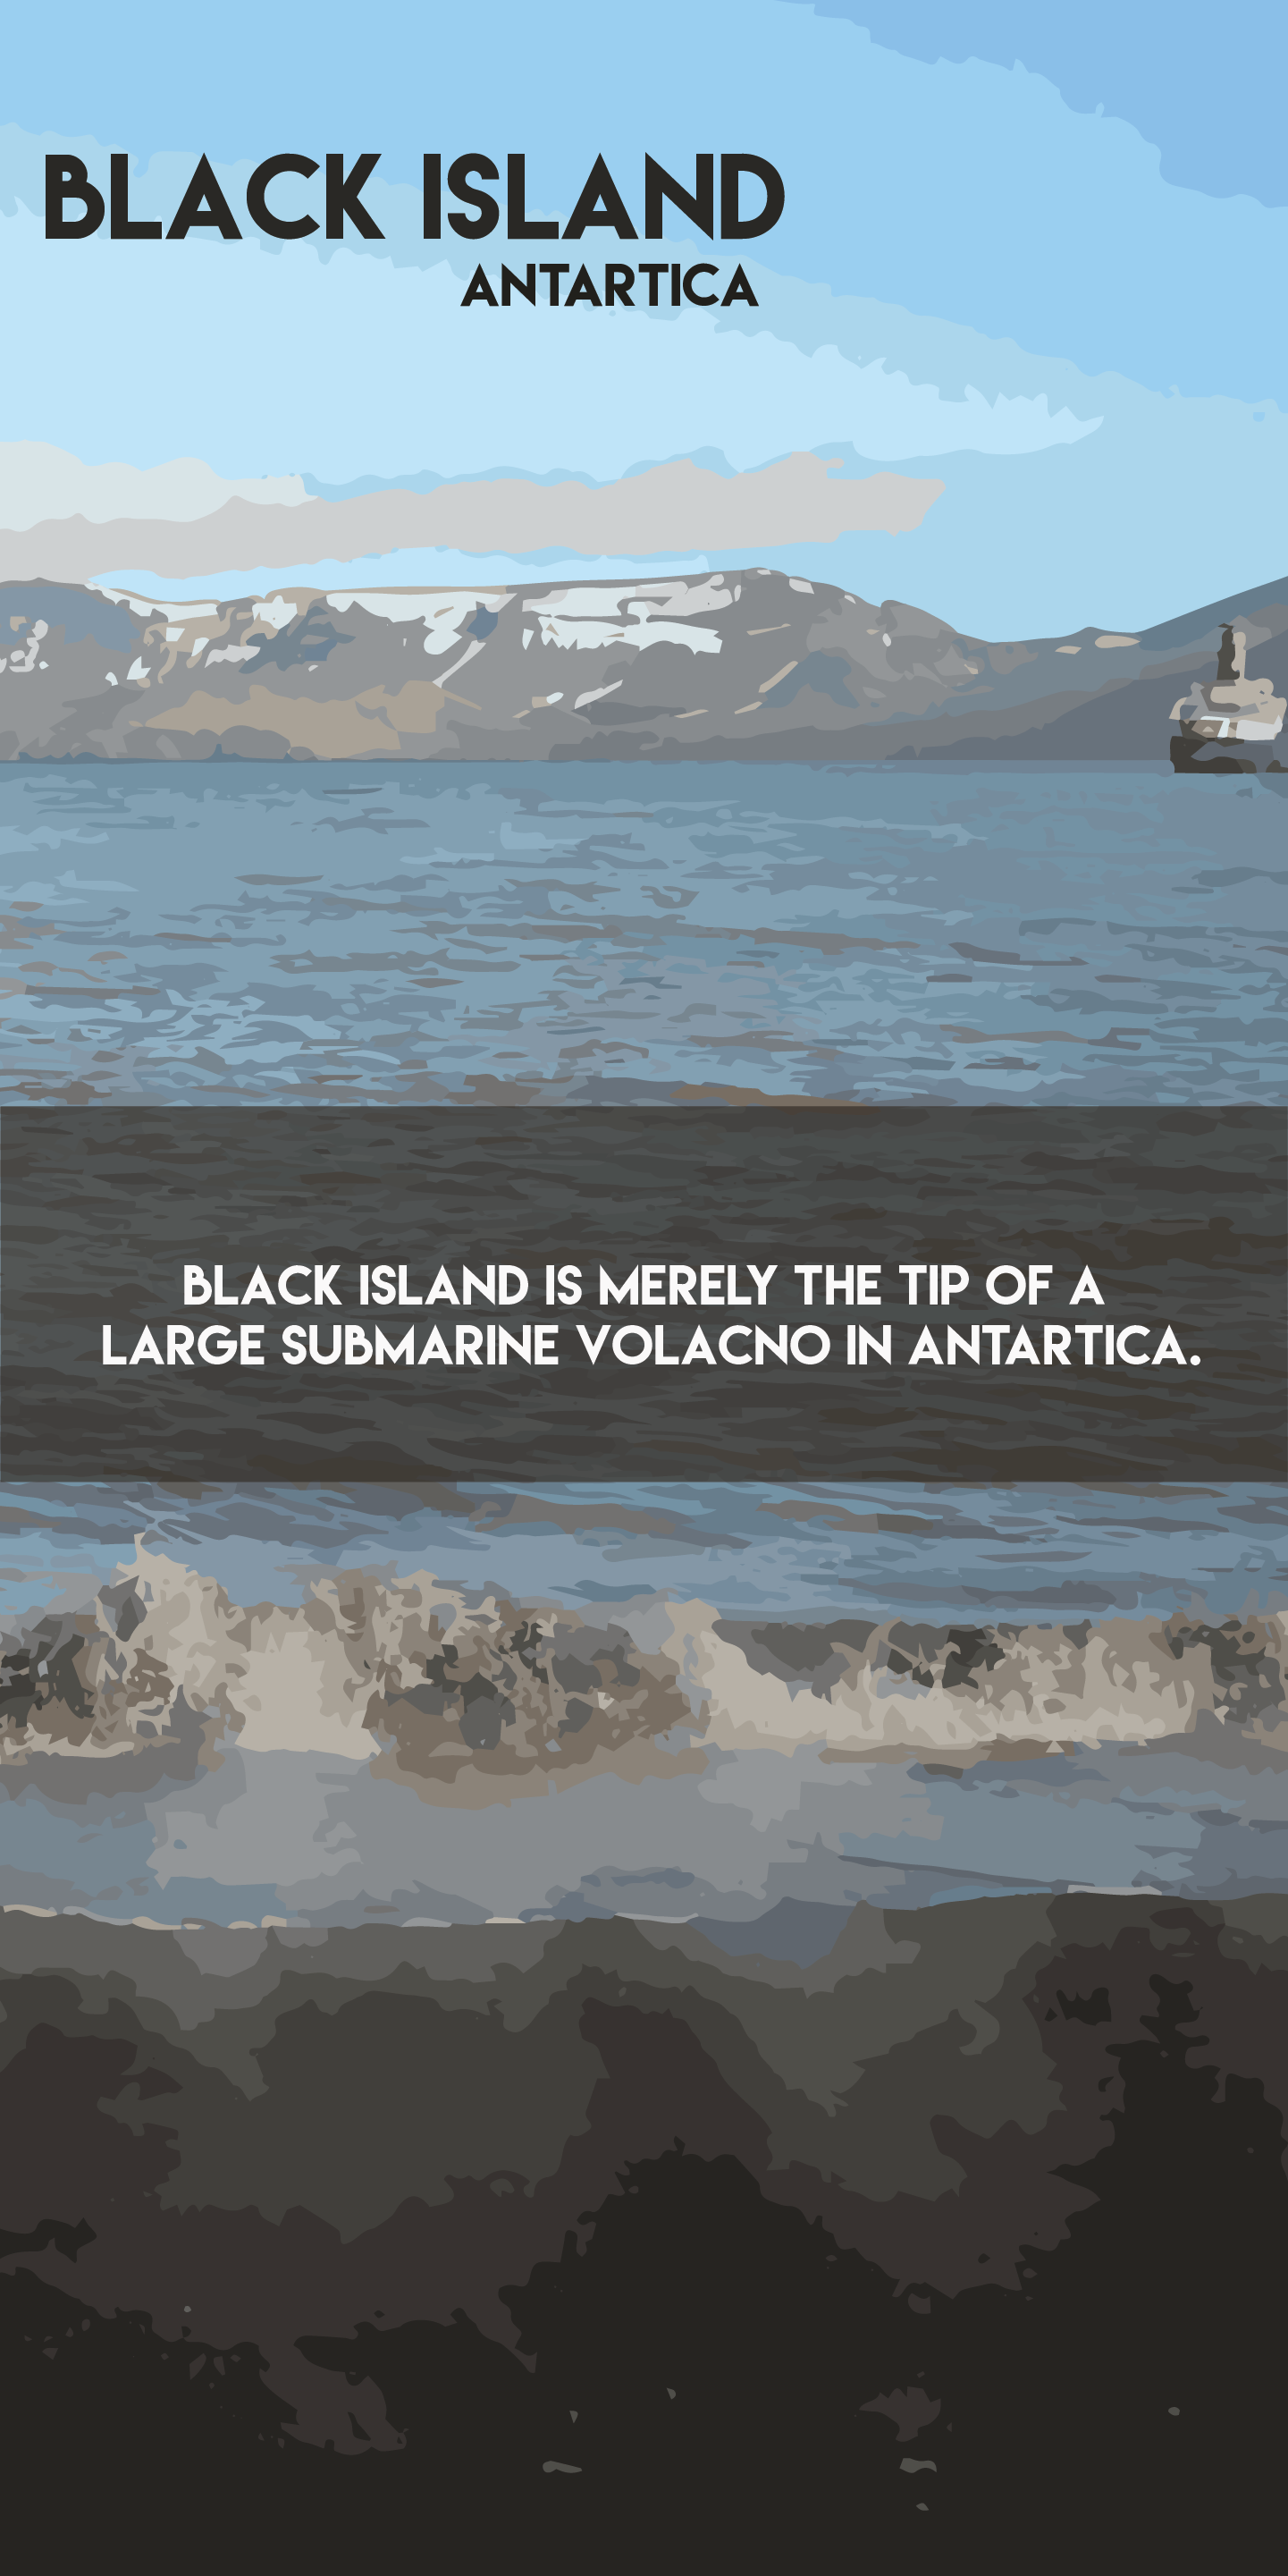 BLACK ISLAND
ANTARTICA
BLACK ISLAND IS MERELY THE TIP OF A
LARGE SUBMARINE VOLACNO IN ANTARTICA.